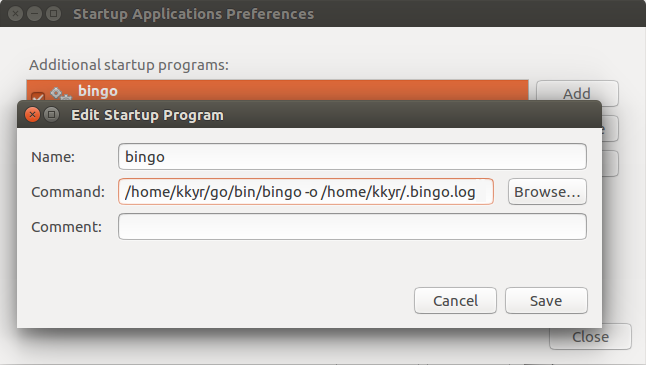 Startup Applications Preferences
Additional startup programs:
bingo
Add
Edit Startup Program
Name: bingo
Command: /home/kkyr/go/bin/bingo -o /home/kkyr/.bingo.log Browse...
Comment:
Cancel Save
Close